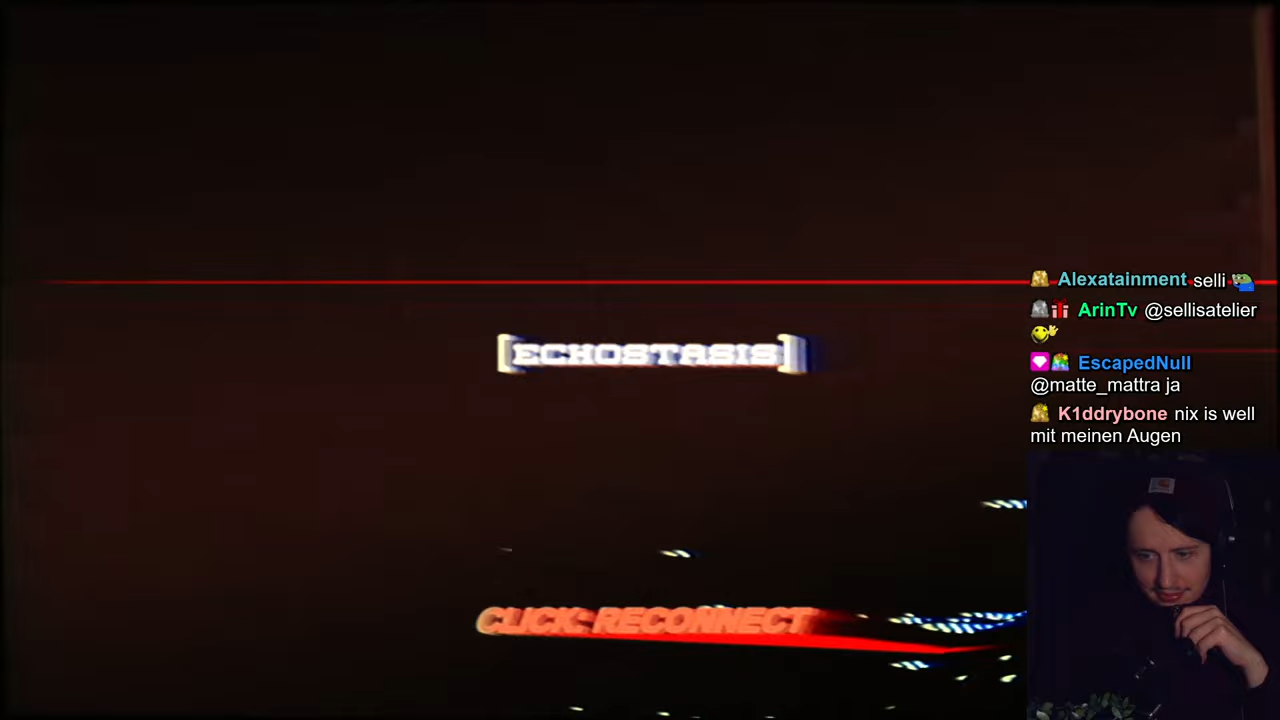 [ECHOSTASIS]
CLICK: RECONNECT
Alexatainment selli
ArinTv @sellisatelier
EscapedNull
@matte_mattra ja
K1ddrybone nix is well
mit meinen Augen